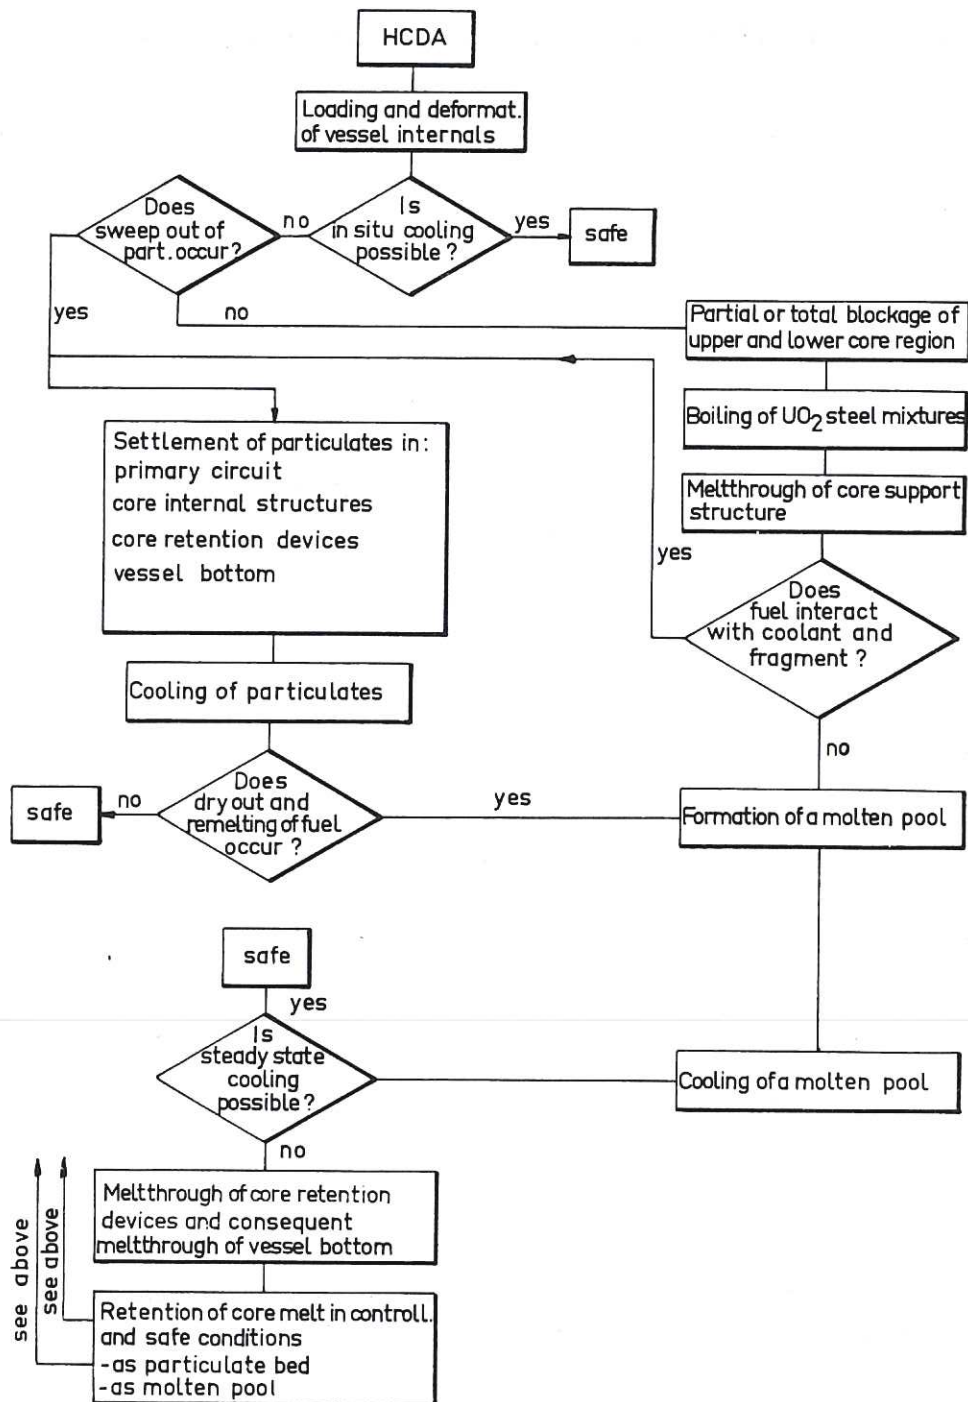 HCDA
Loading and deformat.
of vessel internals
Does
sweep out of
part. occur?
no
Is
in situ cooling
possible?
yes
safe
yes
no
Partial or total blockage of
upper and lower core region
Boiling of UO2 steel mixtures
Meltthrough of core support
structure
Settlement of particulates in:
primary circuit
core internal structures
core retention devices
vessel bottom
yes
Does
fuel interact
with coolant and
fragment ?
Cooling of particulates
no
safe
no
Does
dry out and
remelting of fuel
occur ?
yes
Formation of a molten pool
safe
yes
Is
steady state
cooling
possible?
Cooling of a molten pool
no
Meltthrough of core retention
devices and consequent
meltthrough of vessel bottom
see above
see above
Retention of core melt in controll.
and safe conditions
-as particulate bed
-as molten pool